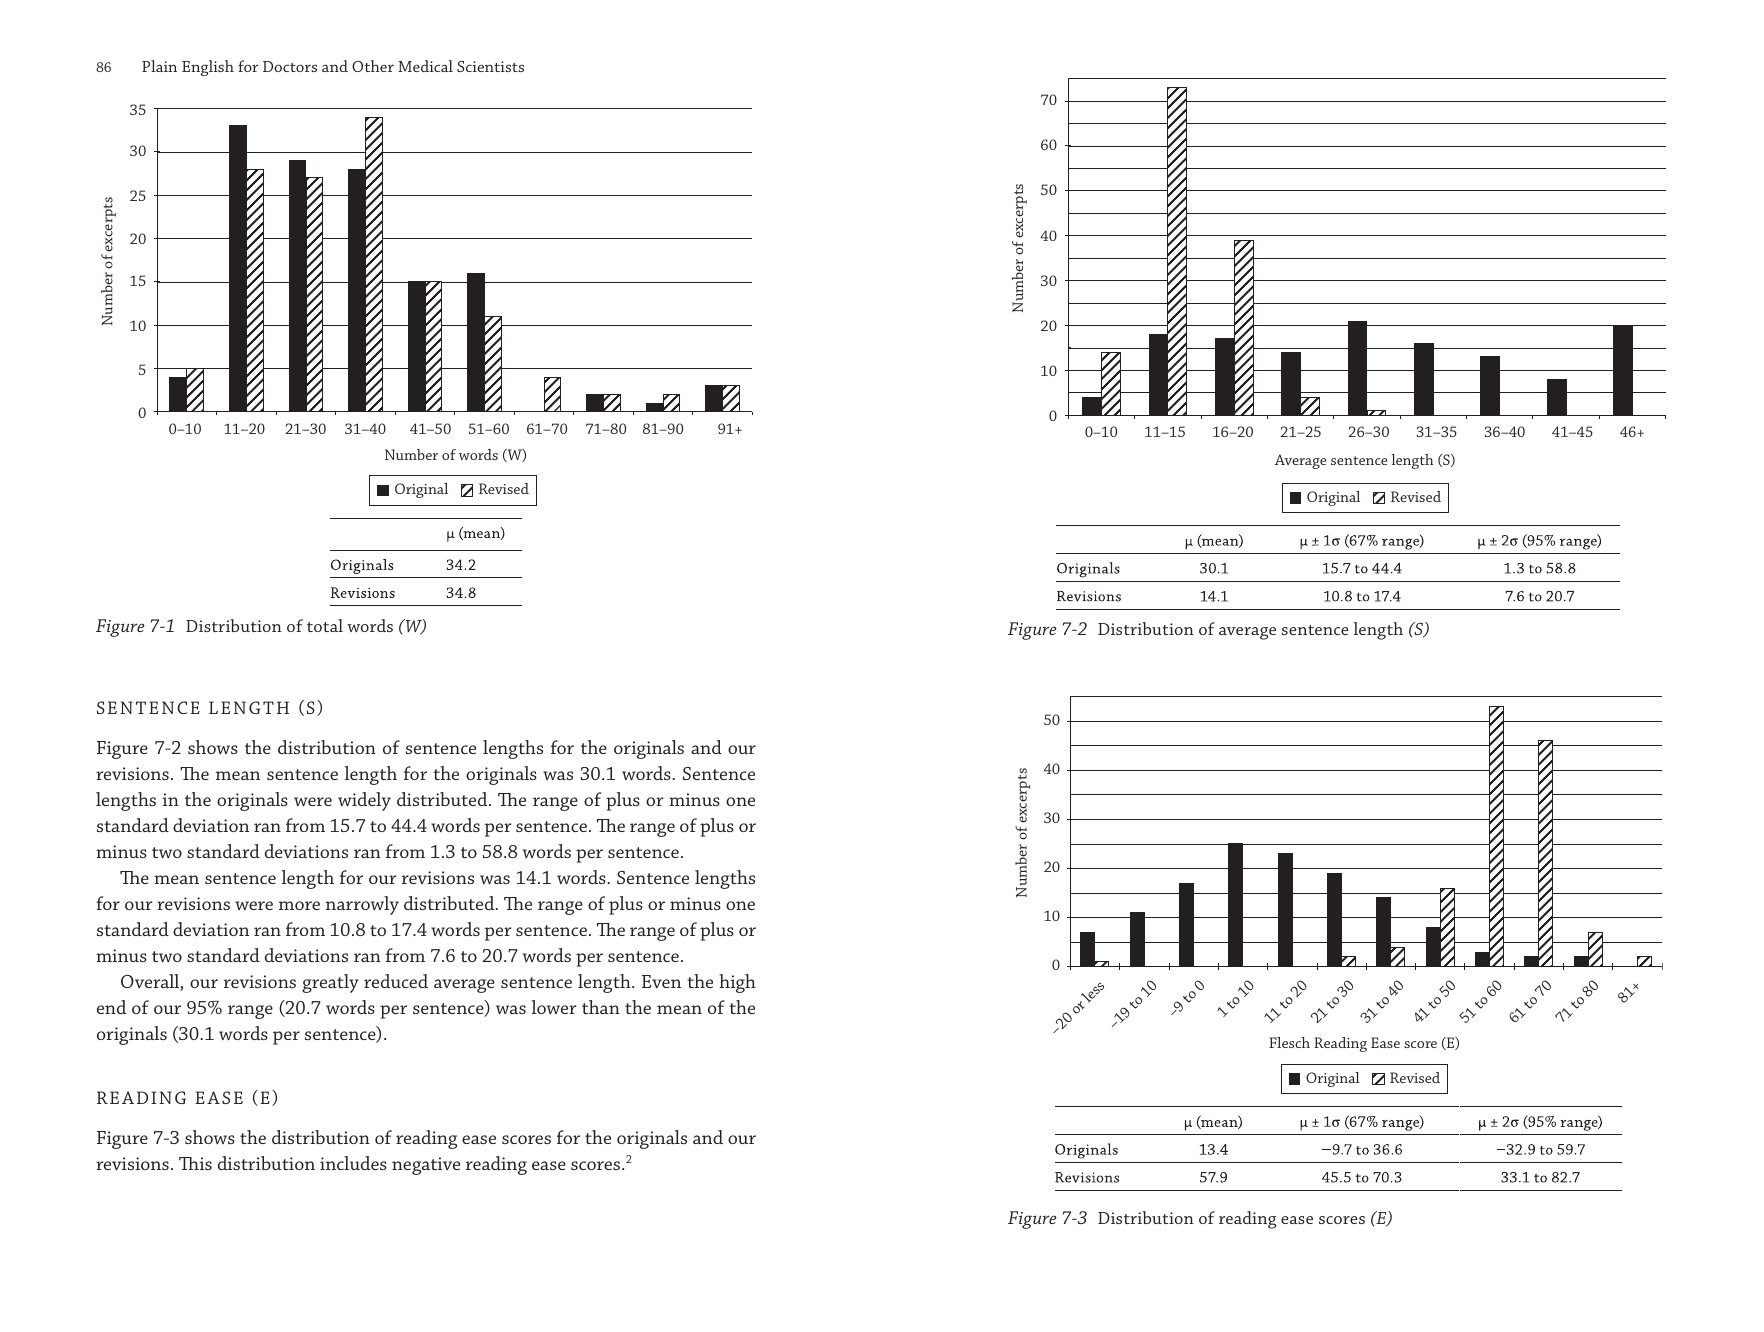 86 Plain English for Doctors and Other Medical Scientists
35
30
25
20
15
10
5
0
Number of excerpts
0–10 11–20 21–30 31–40 41–50 51–60 61–70 71–80 81–90 91+
Number of words (W)
Original Revised
μ (mean)
Originals 34.2
Revisions 34.8
Figure 7-1 Distribution of total words (W)
SENTENCE LENGTH (S)
Figure 7-2 shows the distribution of sentence lengths for the originals and our
revisions. The mean sentence length for the originals was 30.1 words. Sentence
lengths in the originals were widely distributed. The range of plus or minus one
standard deviation ran from 15.7 to 44.4 words per sentence. The range of plus or
minus two standard deviations ran from 1.3 to 58.8 words per sentence.
The mean sentence length for our revisions was 14.1 words. Sentence lengths
for our revisions were more narrowly distributed. The range of plus or minus one
standard deviation ran from 10.8 to 17.4 words per sentence. The range of plus or
minus two standard deviations ran from 7.6 to 20.7 words per sentence.
Overall, our revisions greatly reduced average sentence length. Even the high
end of our 95% range (20.7 words per sentence) was lower than the mean of the
originals (30.1 words per sentence).
READING EASE (E)
Figure 7-3 shows the distribution of reading ease scores for the originals and our
revisions. This distribution includes negative reading ease scores.2
70
60
50
40
30
20
10
0
Number of excerpts
0–10 11–15 16–20 21–25 26–30 31–35 36–40 41–45 46+
Average sentence length (S)
Original Revised
μ (mean) μ ± 1σ (67% range) μ ± 2σ (95% range)
Originals 30.1 15.7 to 44.4 1.3 to 58.8
Revisions 14.1 10.8 to 17.4 7.6 to 20.7
Figure 7-2 Distribution of average sentence length (S)
50
40
30
20
10
0
Number of excerpts
−20 or less −19 to 10 −9 to 0 1 to 10 11 to 20 21 to 30 31 to 40 41 to 50 51 to 60 61 to 70 71 to 80 81+
Flesch Reading Ease score (E)
Original Revised
μ (mean) μ ± 1σ (67% range) μ ± 2σ (95% range)
Originals 13.4 −9.7 to 36.6 −32.9 to 59.7
Revisions 57.9 45.5 to 70.3 33.1 to 82.7
Figure 7-3 Distribution of reading ease scores (E)